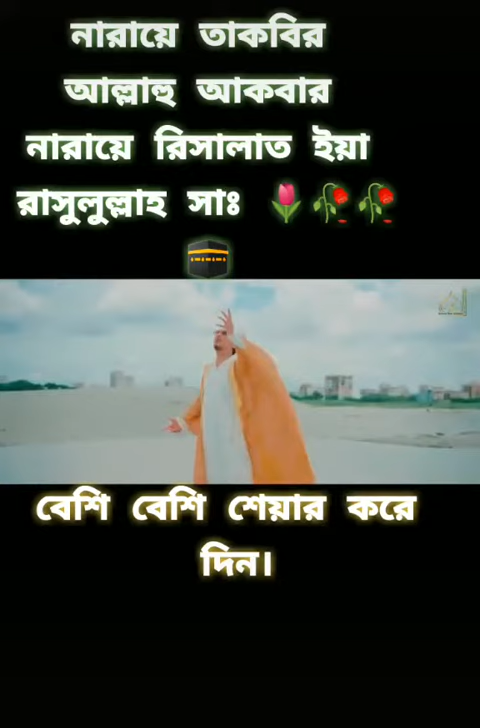 নারায়ে তাকবির
আল্লাহু আকবার
নারায়ে রিসালাত ইয়া
রাসুলুল্লাহ সাঃ 🌷🥀🥀
🕋
বেশি বেশি শেয়ার করে
দিন।